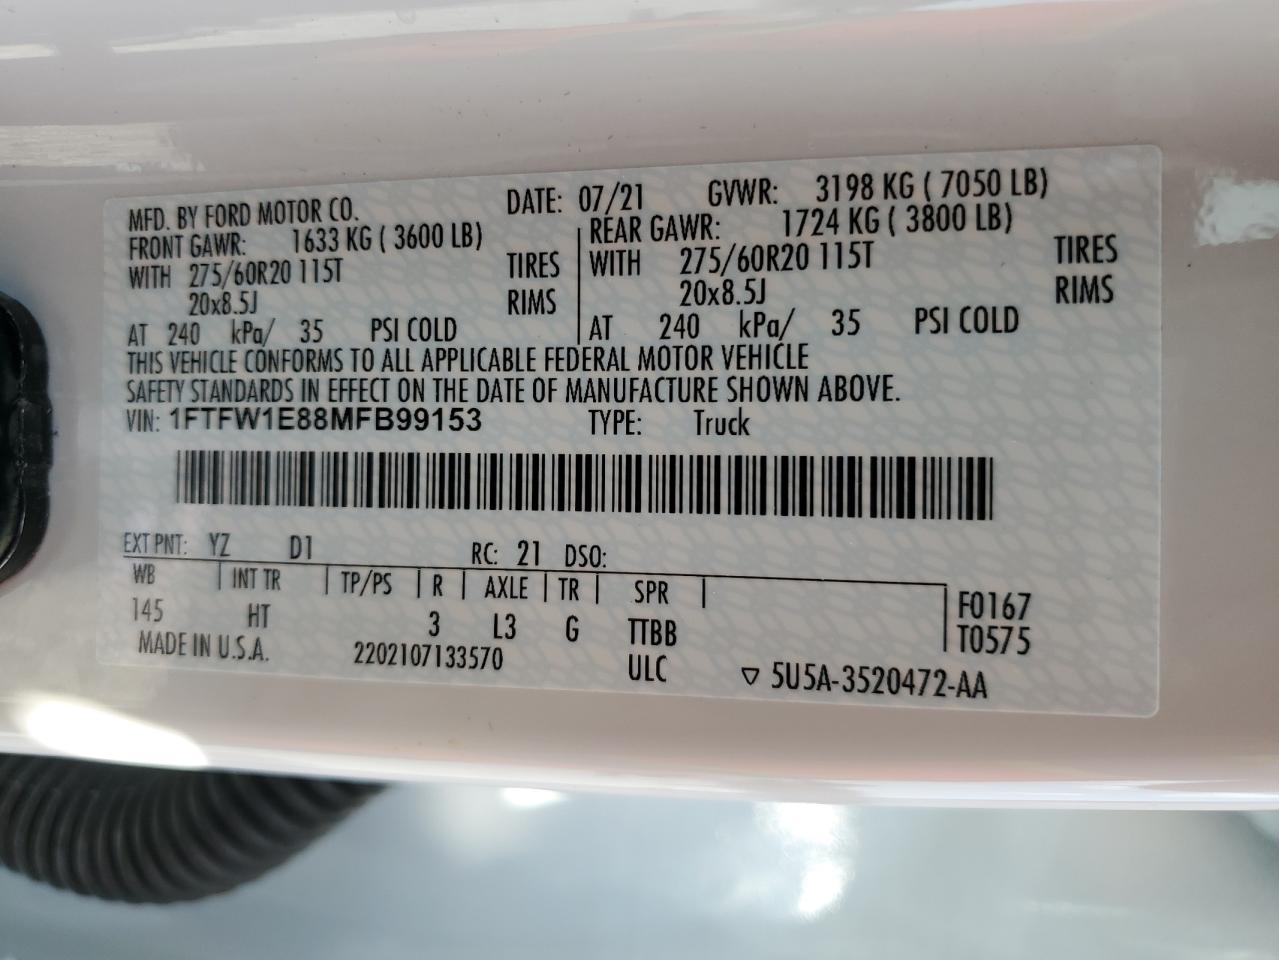 MFD. BY FORD MOTOR CO. DATE: 07/21 GVWR: 3198 KG ( 7050 LB)
FRONT GAWR: 1633 KG ( 3600 LB) REAR GAWR: 1724 KG ( 3800 LB)
WITH 275/60R20 115T TIRES WITH 275/60R20 115T TIRES
20x8.5J RIMS 20x8.5J RIMS
AT 240 kPa/ 35 PSI COLD AT 240 kPa/ 35 PSI COLD
THIS VEHICLE CONFORMS TO ALL APPLICABLE FEDERAL MOTOR VEHICLE
SAFETY STANDARDS IN EFFECT ON THE DATE OF MANUFACTURE SHOWN ABOVE.
VIN: 1FTFW1E88MFB99153 TYPE: Truck
EXT PNT: YZ D1 RC: 21 DSO:
WB | INT TR | TP/PS | R | AXLE | TR | SPR |
145 HT 3 L3 G TTBB F0167
MADE IN U.S.A. 2202107133570 ULC T0575
▽ 5U5A-3520472-AA